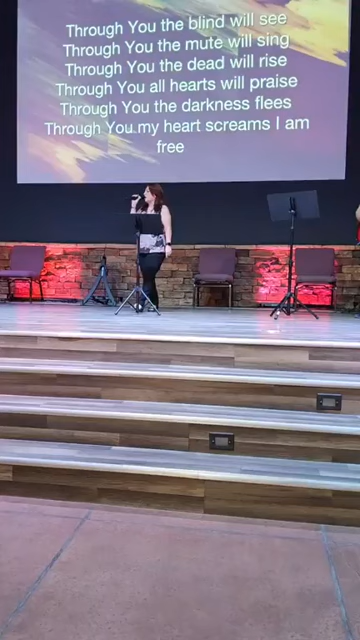 Through You the blind will see
Through You the mute will sing
Through You the dead will rise
Through You all hearts will praise
Through You the darkness flees
Through You my heart screams I am
free